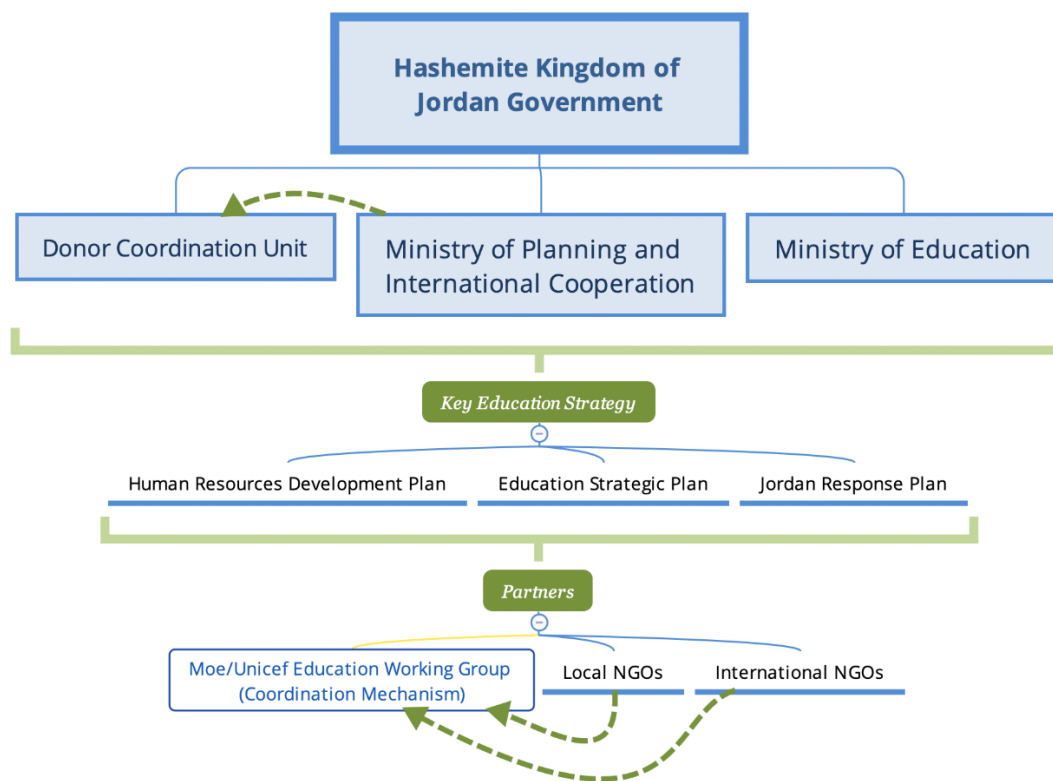 Hashemite Kingdom of
Jordan Government
Donor Coordination Unit
Ministry of Planning and
International Cooperation
Ministry of Education
Key Education Strategy
Human Resources Development Plan
Education Strategic Plan
Jordan Response Plan
Partners
Moe/Unicef Education Working Group
(Coordination Mechanism)
Local NGOs
International NGOs